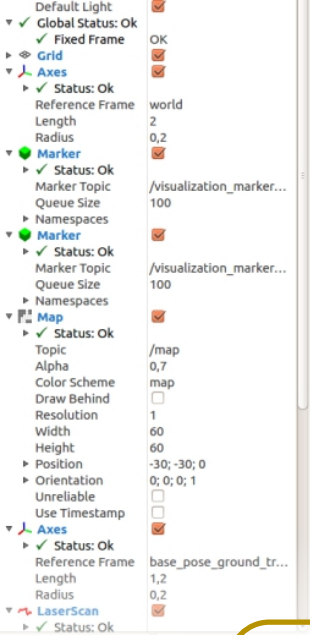 Default Light
Global Status: Ok
Fixed Frame OK
Grid
Axes
Status: Ok
Reference Frame world
Length 2
Radius 0,2
Marker
Status: Ok
Marker Topic /visualization_marker...
Queue Size 100
Namespaces
Marker
Status: Ok
Marker Topic /visualization_marker...
Queue Size 100
Namespaces
Map
Status: Ok
Topic /map
Alpha 0,7
Color Scheme map
Draw Behind
Resolution 1
Width 60
Height 60
Position -30; -30; 0
Orientation 0; 0; 0; 1
Unreliable
Use Timestamp
Axes
Status: Ok
Reference Frame base_pose_ground_tr...
Length 1,2
Radius 0,2
LaserScan
Status: Ok